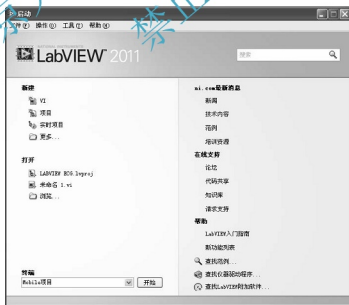 启动
文件(F) 操作(O) 工具(T) 帮助(H)
LabVIEW 2011
搜索
新建
VI
项目
实时项目
更多...
打开
LABVIEW ECG.lvproj
未命名 1.vi
浏览...
终端
Mobile项目
开始
ni.com最新消息
新闻
技术内容
范例
培训资源
在线支持
论坛
代码共享
知识库
请求支持
帮助
LabVIEW入门指南
新功能列表
查找范例...
查找仪器驱动程序...
查找LabVIEW附加软件...